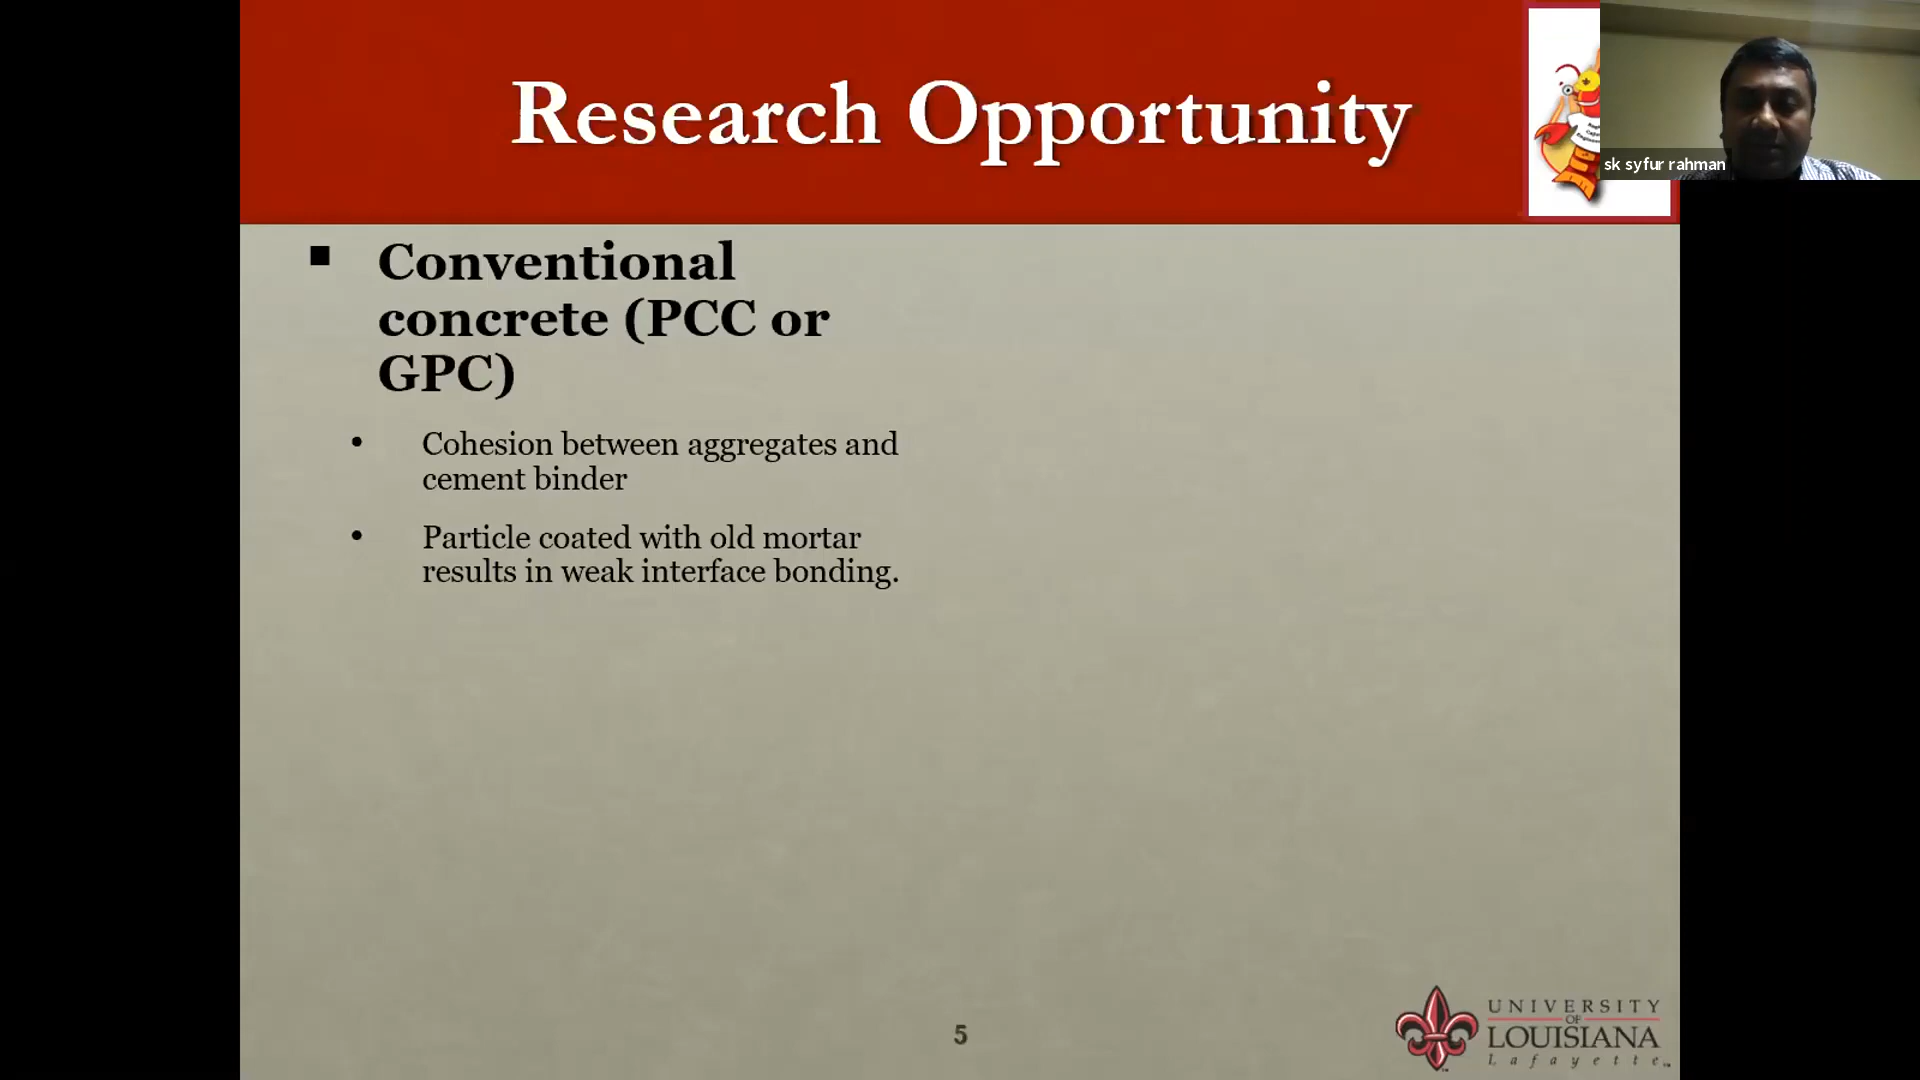 Research Opportunity
sk syfur rahman
Conventional
concrete (PCC or
GPC)
Cohesion between aggregates and
cement binder
Particle coated with old mortar
results in weak interface bonding.
5
UNIVERSITY
OF
LOUISIANA
Lafayette